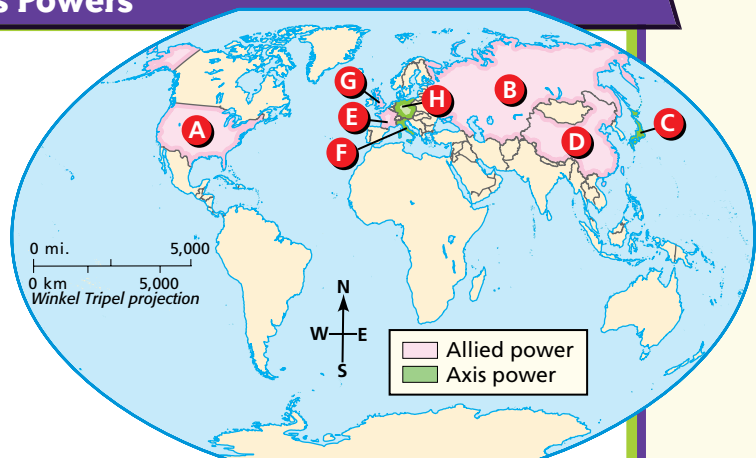 s Powers
G
H
B
E
A
C
D
F
0 mi. 5,000
0 km 5,000
Winkel Tripel projection
N
W E
S
Allied power
Axis power